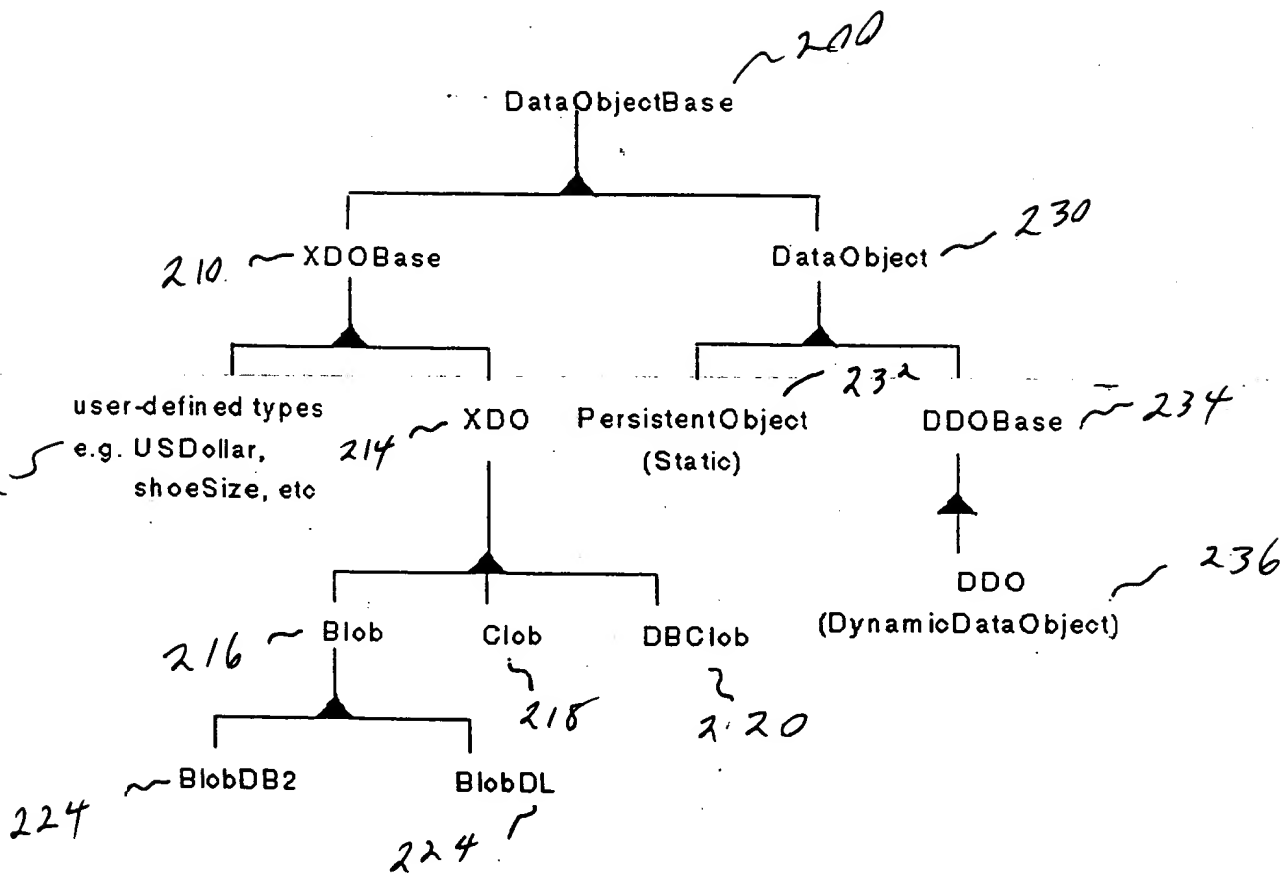 200
DataObjectBase
230
210. XDOBase DataObject
232
user-defined types XDO PersistentObject DDOBase 234
e.g. USDollar, 214 (Static)
shoeSize, etc
DDO 236
216 Blob Clob DBClob (DynamicDataObject)
218 220
BlobDB2 BlobDL
224 224